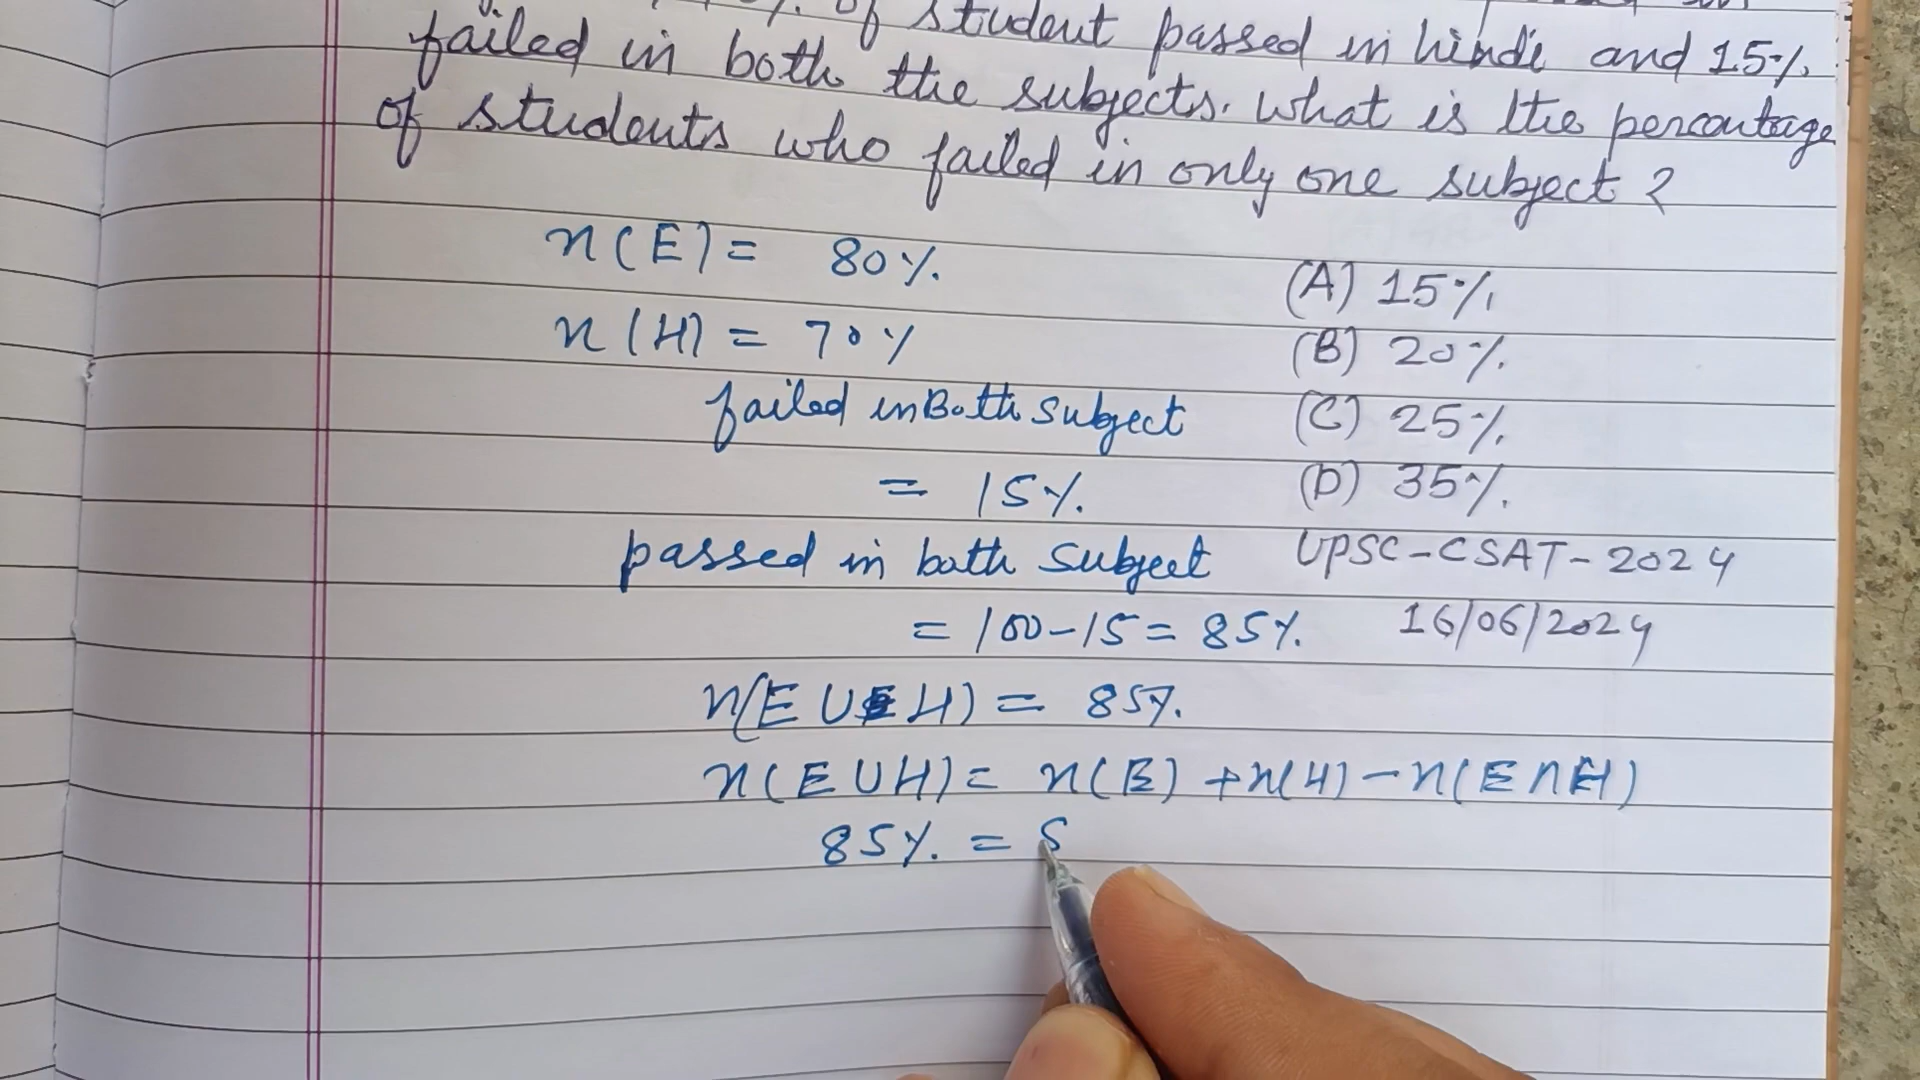 of student passed in hindi and 15%
failed in both the subjects. What is the percentage
of students who failed in only one subject ?
n(E) = 80%
(A) 15%
n(H) = 70%
(B) 20%
failed in Both subject
(C) 25%
= 15%
(D) 35%
passed in both subject
UPSC-CSAT-2024
= 100-15 = 85%
16/06/2024
n(E U H) = 85%
n(E U H) = n(E) + n(H) - n(E ∩ H)
85% =